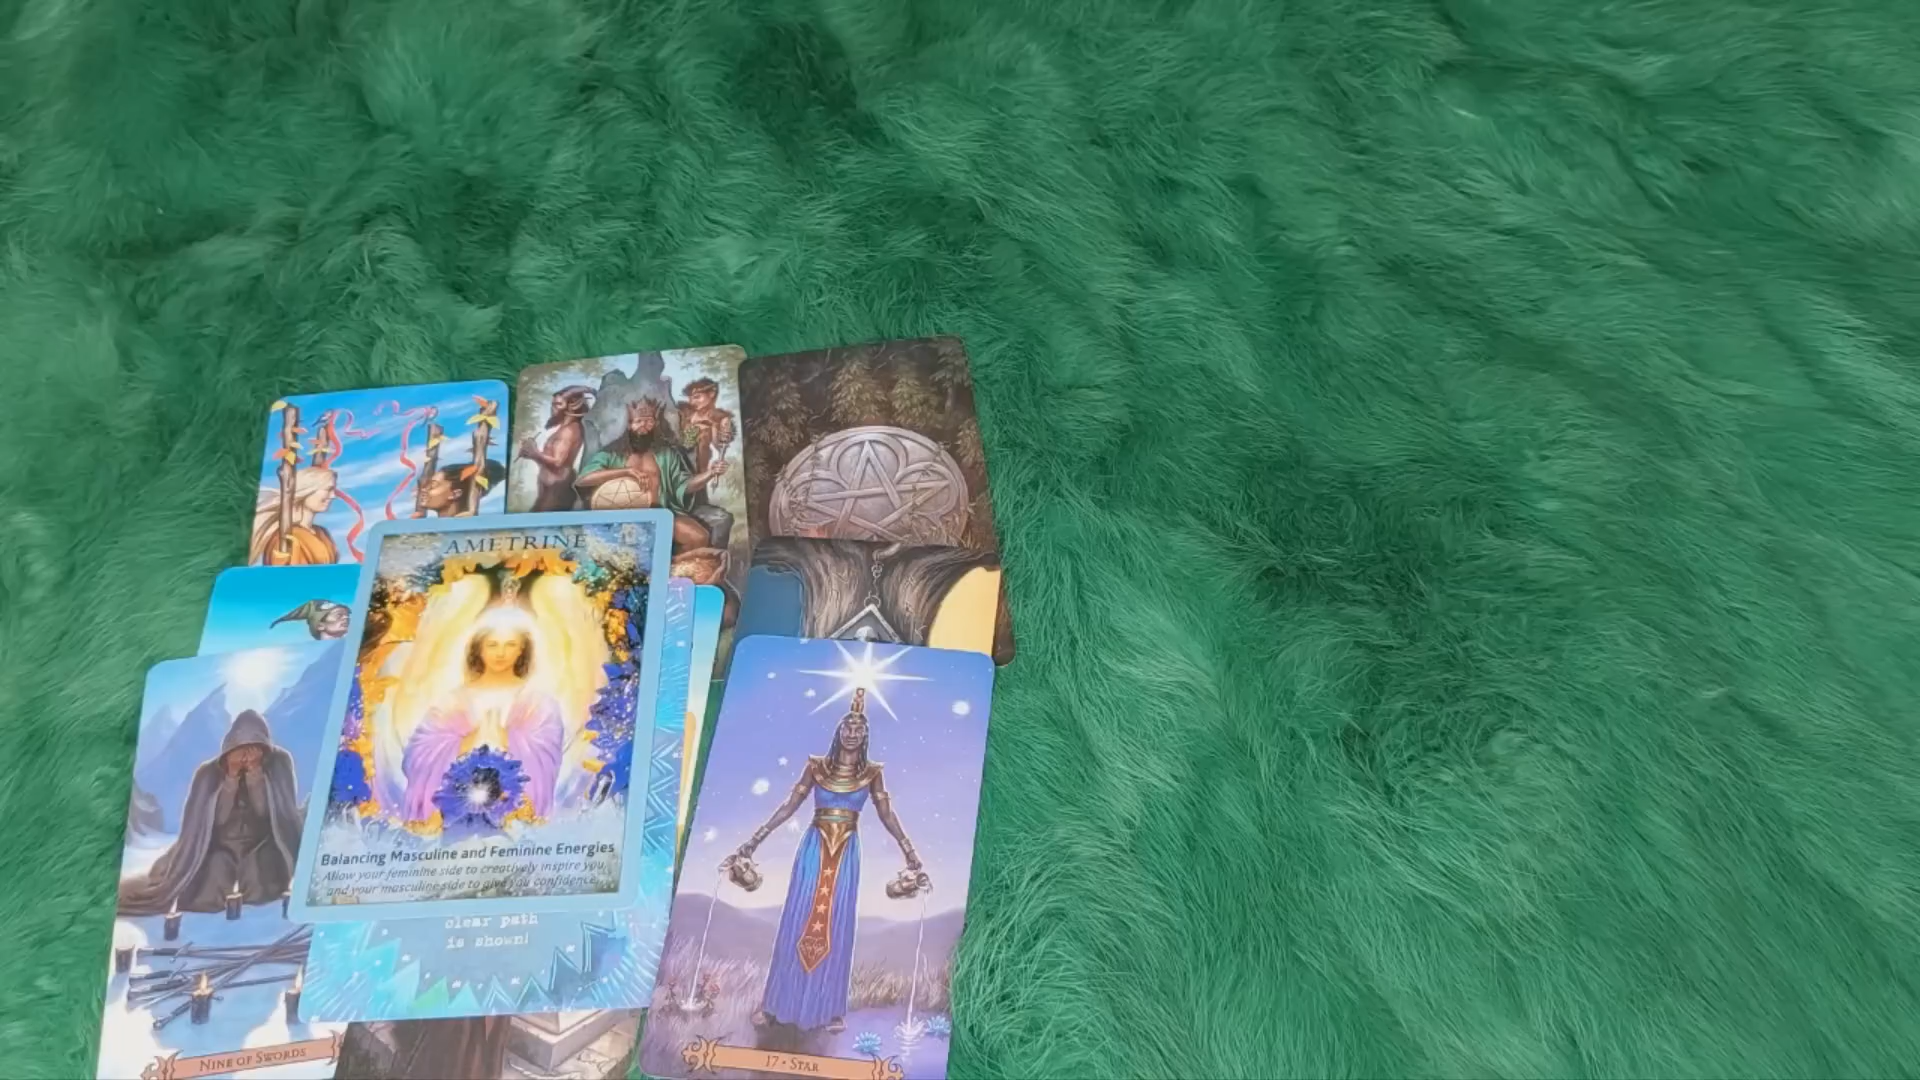 AMETRINE
Balancing Masculine and Feminine Energies
Allow your feminine side to creatively inspire you,
and your masculine side to give you confidence.
clear path
is shown!
NINE OF SWORDS
17 • STAR